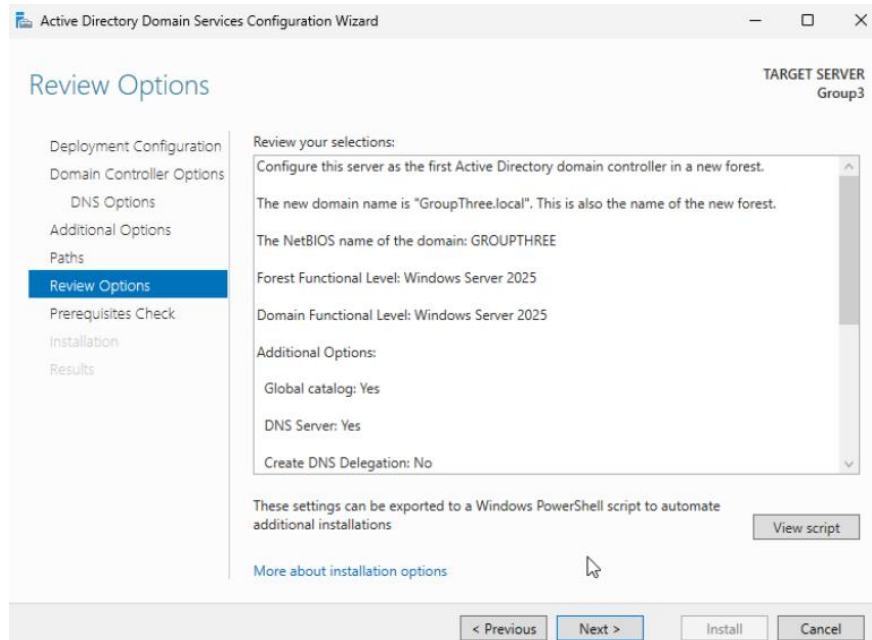 Active Directory Domain Services Configuration Wizard
Review Options
TARGET SERVER
Group3
Deployment Configuration
Domain Controller Options
DNS Options
Additional Options
Paths
Review Options
Prerequisites Check
Installation
Results
Review your selections:
Configure this server as the first Active Directory domain controller in a new forest.
The new domain name is "GroupThree.local". This is also the name of the new forest.
The NetBIOS name of the domain: GROUPTHREE
Forest Functional Level: Windows Server 2025
Domain Functional Level: Windows Server 2025
Additional Options:
Global catalog: Yes
DNS Server: Yes
Create DNS Delegation: No
These settings can be exported to a Windows PowerShell script to automate
additional installations
View script
More about installation options
< Previous
Next >
Install
Cancel